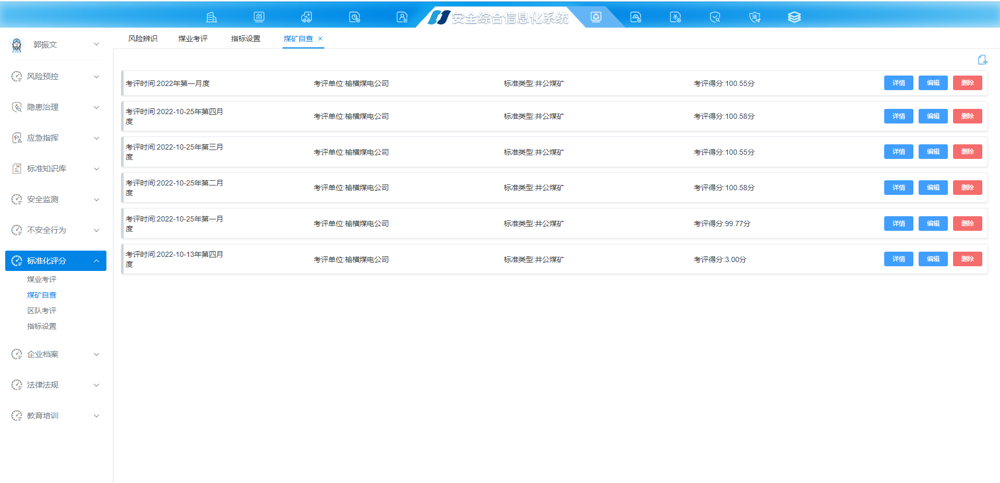 安全综合信息化系统
郭振文
风险预控
隐患治理
应急指挥
标准知识库
安全监测
不安全行为
标准化评分
煤业考评
煤矿自查
区队考评
指标设置
企业档案
法律法规
教育培训
风险辨识 煤业考评 指标设置 煤矿自查
考评时间:2022年第一月度 考评单位:榆横煤电公司 标准类型:井公煤矿 考评得分:100.55分 详情 编辑 删除
考评时间:2022-10-25年第四月
度
考评单位:榆横煤电公司 标准类型:井公煤矿 考评得分:100.58分 详情 编辑 删除
考评时间:2022-10-25年第三月
度
考评单位:榆横煤电公司 标准类型:井公煤矿 考评得分:100.55分 详情 编辑 删除
考评时间:2022-10-25年第二月
度
考评单位:榆横煤电公司 标准类型:井公煤矿 考评得分:100.58分 详情 编辑 删除
考评时间:2022-10-25年第一月
度
考评单位:榆横煤电公司 标准类型:井公煤矿 考评得分:99.77分 详情 编辑 删除
考评时间:2022-10-13年第四月
度
考评单位:榆横煤电公司 标准类型:井公煤矿 考评得分:3.00分 详情 编辑 删除